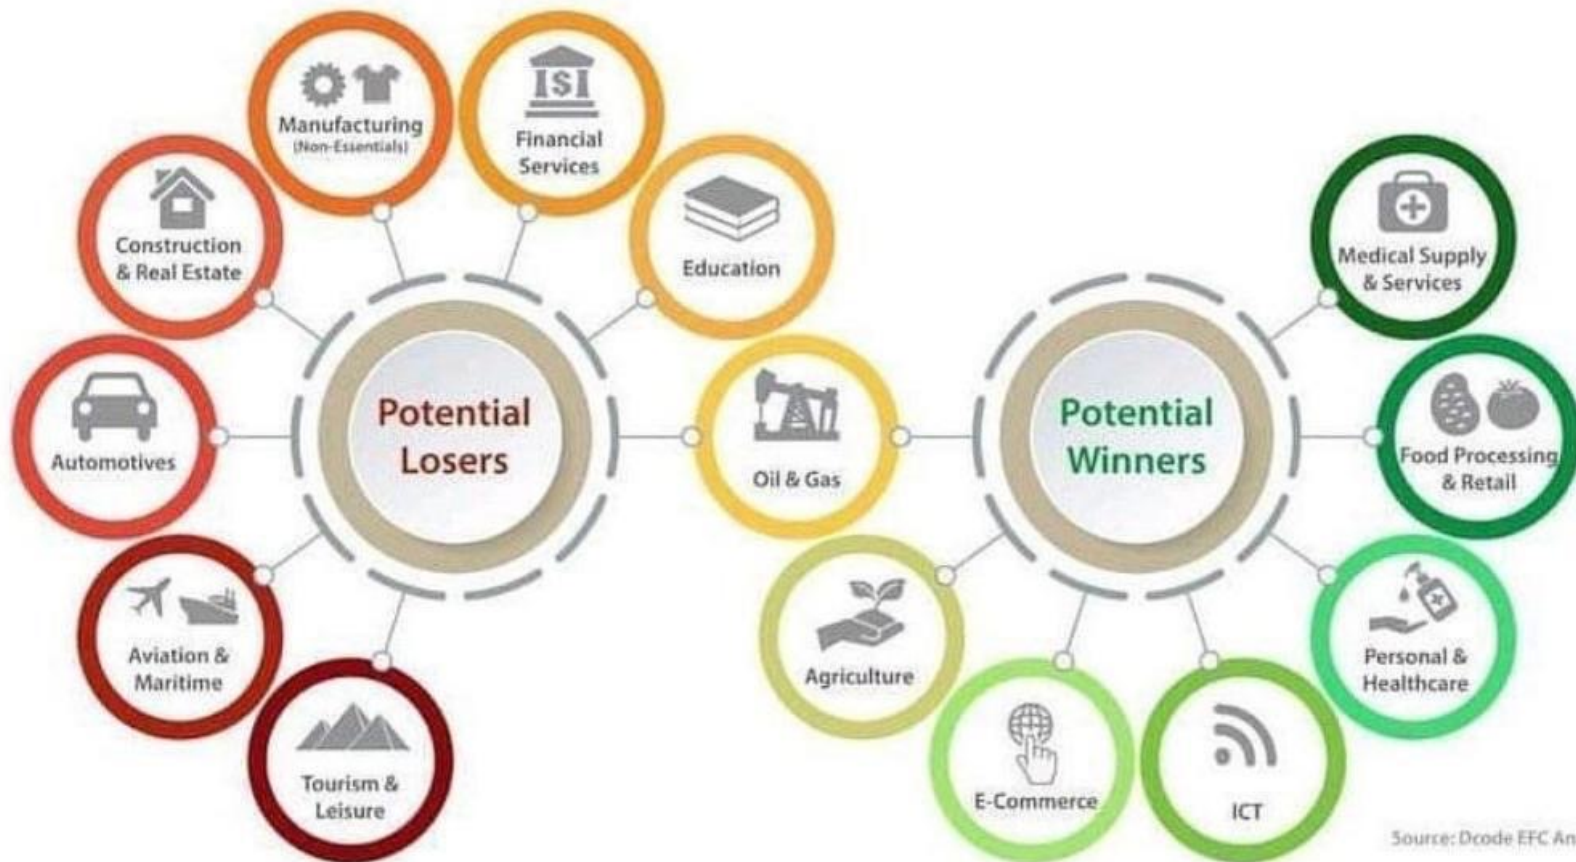 Manufacturing
(Non-Essentials)
Financial
Services
Construction
& Real Estate
Education
Automotives
Potential
Losers
Oil & Gas
Aviation &
Maritime
Tourism &
Leisure
Potential
Winners
Medical Supply
& Services
Food Processing
& Retail
Personal &
Healthcare
Agriculture
E-Commerce
ICT
Source: Dcode EFC An